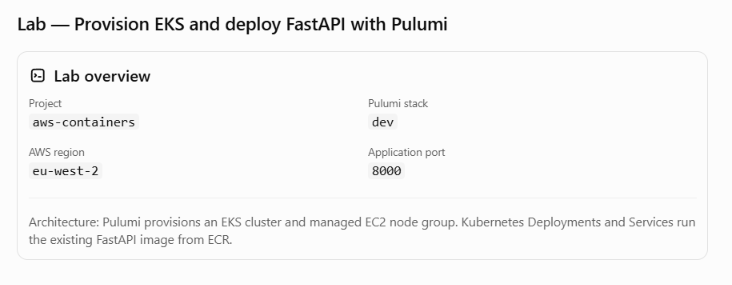 Lab — Provision EKS and deploy FastAPI with Pulumi
Lab overview
Project
Pulumi stack
aws-containers
dev
AWS region
Application port
eu-west-2
8000
Architecture: Pulumi provisions an EKS cluster and managed EC2 node group. Kubernetes Deployments and Services run
the existing FastAPI image from ECR.